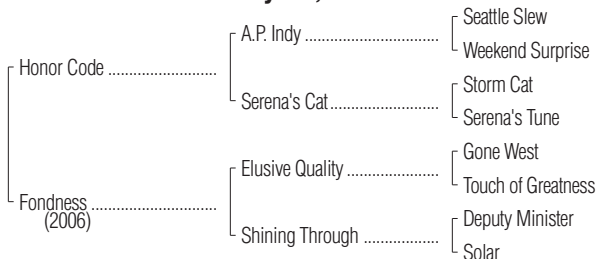 Seattle Slew
A.P. Indy ............................
Weekend Surprise
Honor Code ......................
Storm Cat
Serena's Cat ......................
Serena's Tune
Gone West
Elusive Quality ...................
Touch of Greatness
Fondness .........................
(2006)
Deputy Minister
Shining Through ................
Solar